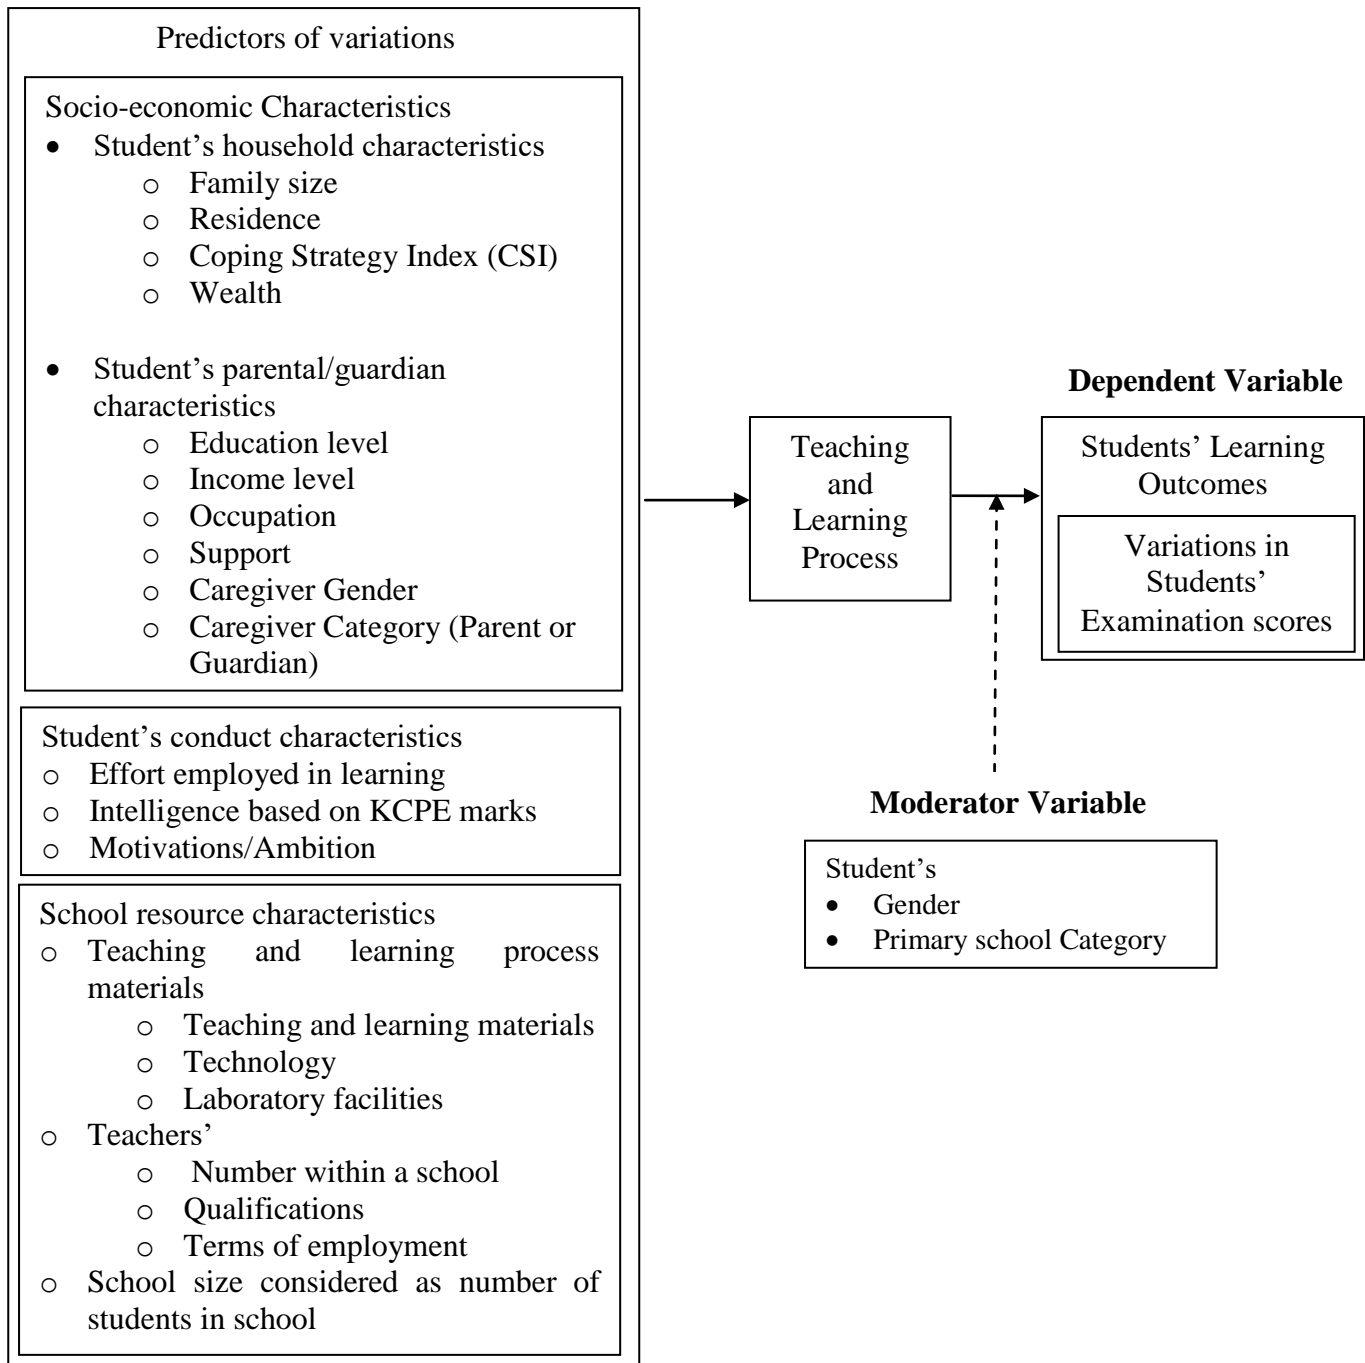 Predictors of variations
Socio-economic Characteristics
• Student’s household characteristics
o Family size
o Residence
o Coping Strategy Index (CSI)
o Wealth
• Student’s parental/guardian
characteristics
o Education level
o Income level
o Occupation
o Support
o Caregiver Gender
o Caregiver Category (Parent or
Guardian)
Student’s conduct characteristics
o Effort employed in learning
o Intelligence based on KCPE marks
o Motivations/Ambition
School resource characteristics
o Teaching and learning process
materials
o Teaching and learning materials
o Technology
o Laboratory facilities
o Teachers’
o Number within a school
o Qualifications
o Terms of employment
o School size considered as number of
students in school
Teaching
and
Learning
Process
Dependent Variable
Students’ Learning
Outcomes
Variations in
Students’
Examination scores
Moderator Variable
Student’s
• Gender
• Primary school Category